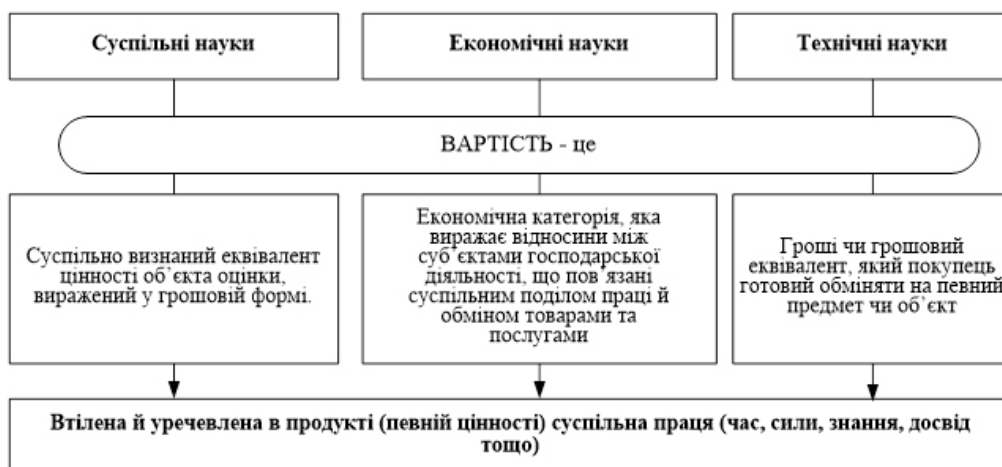 Суспільні науки
Економічні науки
Технічні науки
ВАРТІСТЬ - це
Суспільно визнаний еквівалент
цінності об`єкта оцінки,
виражений у грошовій формі.
Економічна категорія, яка
виражає відносини між
суб`єктами господарської
діяльності, що пов`язані
суспільним поділом праці й
обміном товарами та
послугами
Гроші чи грошовий
еквівалент, який покупець
готовий обміняти на певний
предмет чи об`єкт
Втілена й уречевлена в продукті (певній цінності) суспільна праця (час, сили, знання, досвід
тощо)